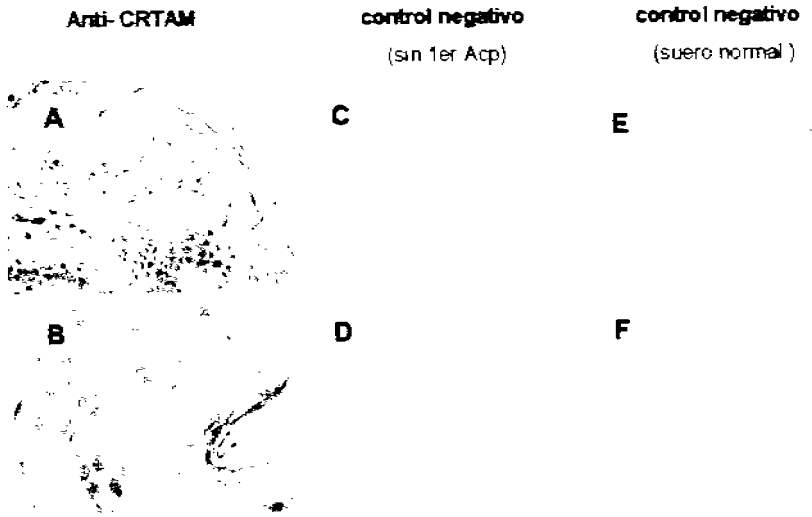 Anti-CRTAM
control negativo
(sin 1er Acp)
control negativo
(suero normal)
A
C
E
B
D
F